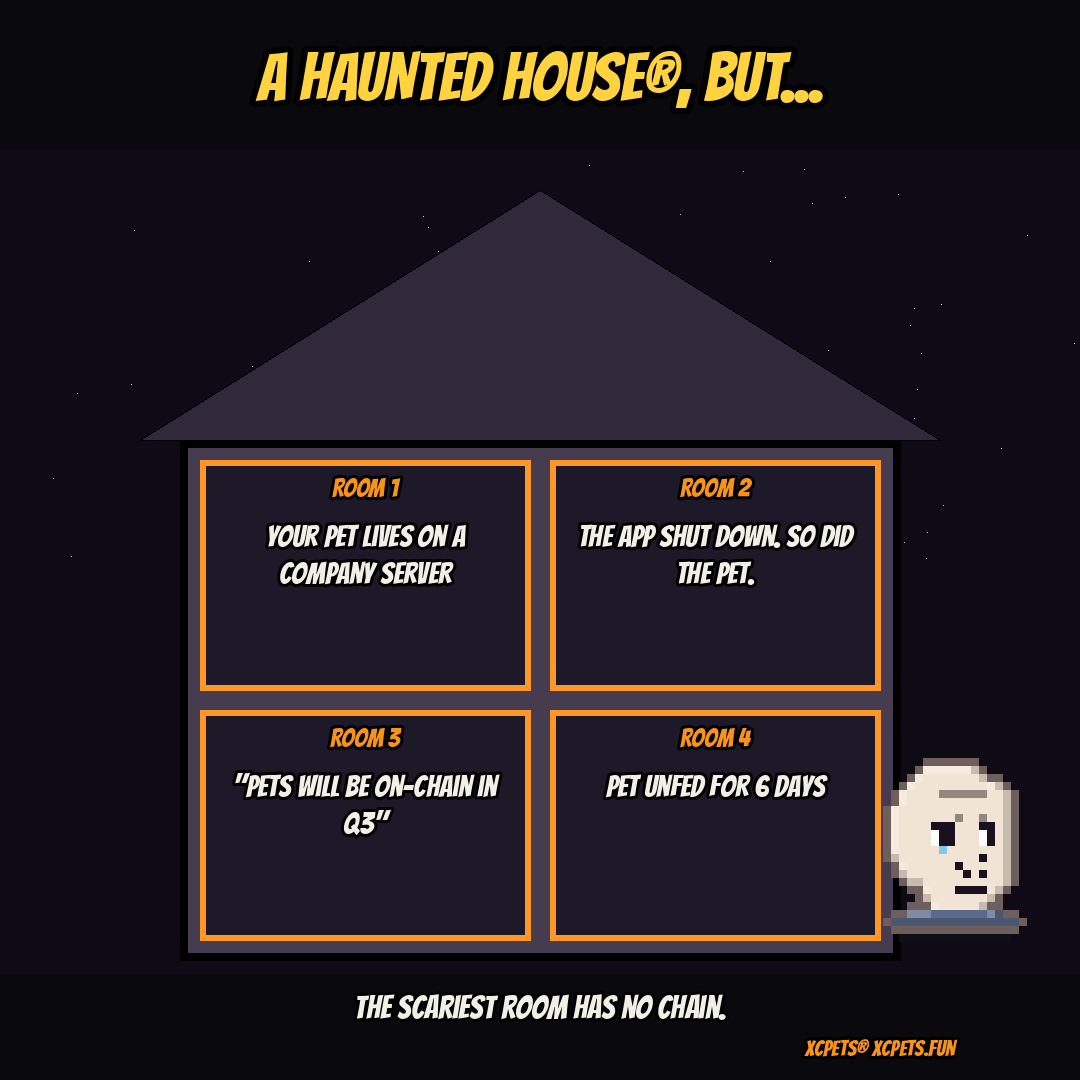 A HAUNTED HOUSE®, BUT...
ROOM 1
YOUR PET LIVES ON A
COMPANY SERVER
ROOM 2
THE APP SHUT DOWN. SO DID
THE PET.
ROOM 3
"PETS WILL BE ON-CHAIN IN
Q3"
ROOM 4
PET UNFED FOR 6 DAYS
THE SCARIEST ROOM HAS NO CHAIN.
XCPETS® XCPETS.FUN